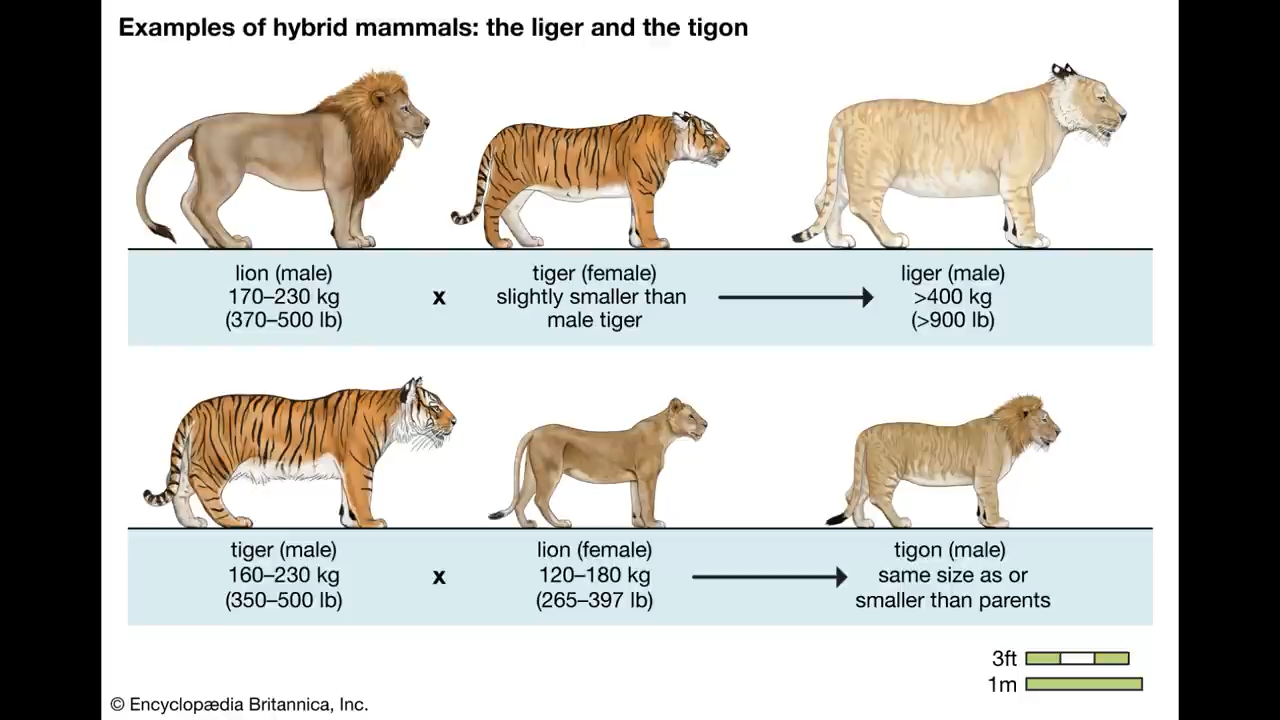 Examples of hybrid mammals: the liger and the tigon
lion (male)
170–230 kg
(370–500 lb)
x
tiger (female)
slightly smaller than
male tiger
liger (male)
>400 kg
(>900 lb)
tiger (male)
160–230 kg
(350–500 lb)
x
lion (female)
120–180 kg
(265–397 lb)
tigon (male)
same size as or
smaller than parents
3ft
1m
© Encyclopædia Britannica, Inc.